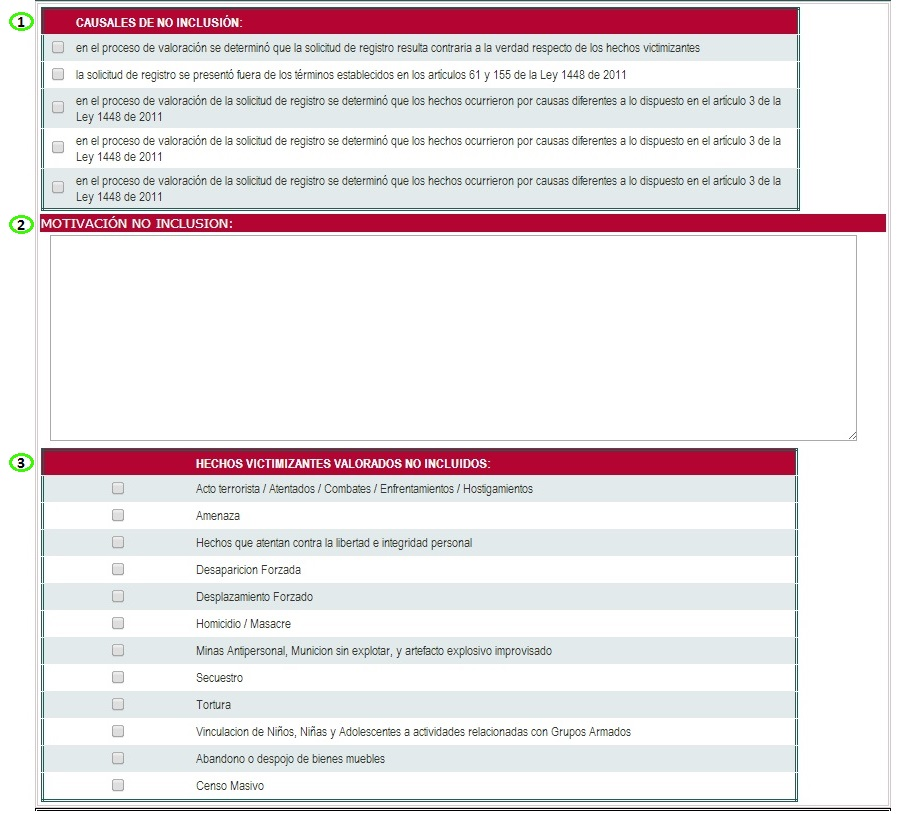 1
CAUSALES DE NO INCLUSIÓN:
en el proceso de valoración se determinó que la solicitud de registro resulta contraria a la verdad respecto de los hechos victimizantes
la solicitud de registro se presentó fuera de los términos establecidos en los artículos 61 y 155 de la Ley 1448 de 2011
en el proceso de valoración de la solicitud de registro se determinó que los hechos ocurrieron por causas diferentes a lo dispuesto en el artículo 3 de la
Ley 1448 de 2011
en el proceso de valoración de la solicitud de registro se determinó que los hechos ocurrieron por causas diferentes a lo dispuesto en el artículo 3 de la
Ley 1448 de 2011
en el proceso de valoración de la solicitud de registro se determinó que los hechos ocurrieron por causas diferentes a lo dispuesto en el artículo 3 de la
Ley 1448 de 2011
2
MOTIVACIÓN NO INCLUSION:
3
HECHOS VICTIMIZANTES VALORADOS NO INCLUIDOS:
Acto terrorista / Atentados / Combates / Enfrentamientos / Hostigamientos
Amenaza
Hechos que atentan contra la libertad e integridad personal
Desaparicion Forzada
Desplazamiento Forzado
Homicidio / Masacre
Minas Antipersonal, Municion sin explotar, y artefacto explosivo improvisado
Secuestro
Tortura
Vinculacion de Niños, Niñas y Adolescentes a actividades relacionadas con Grupos Armados
Abandono o despojo de bienes muebles
Censo Masivo